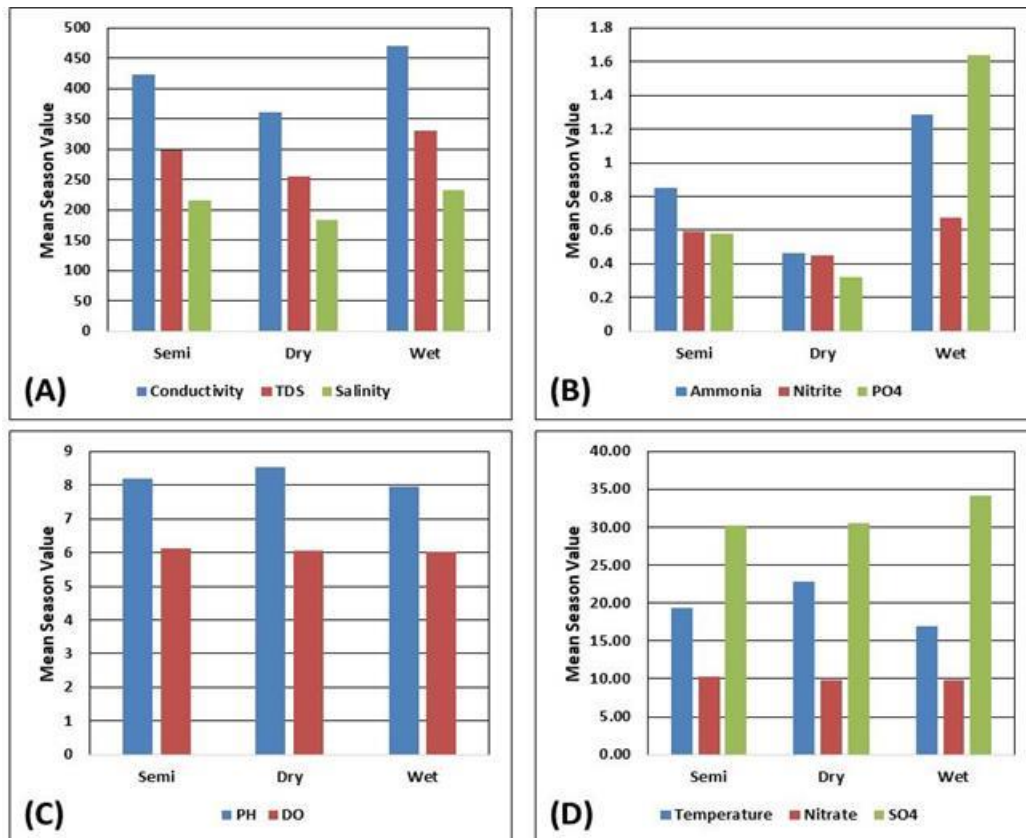 Mean Season Value
500
450
400
350
300
250
200
150
100
50
0
Semi Dry Wet
Conductivity TDS Salinity
(A)
Mean Season Value
1.8
1.6
1.4
1.2
1
0.8
0.6
0.4
0.2
0
Semi Dry Wet
Ammonia Nitrite PO4
(B)
Mean Season Value
9
8
7
6
5
4
3
2
1
0
Semi Dry Wet
PH DO
(C)
Mean Season Value
40.00
35.00
30.00
25.00
20.00
15.00
10.00
5.00
0.00
Semi Dry Wet
Temperature Nitrate SO4
(D)